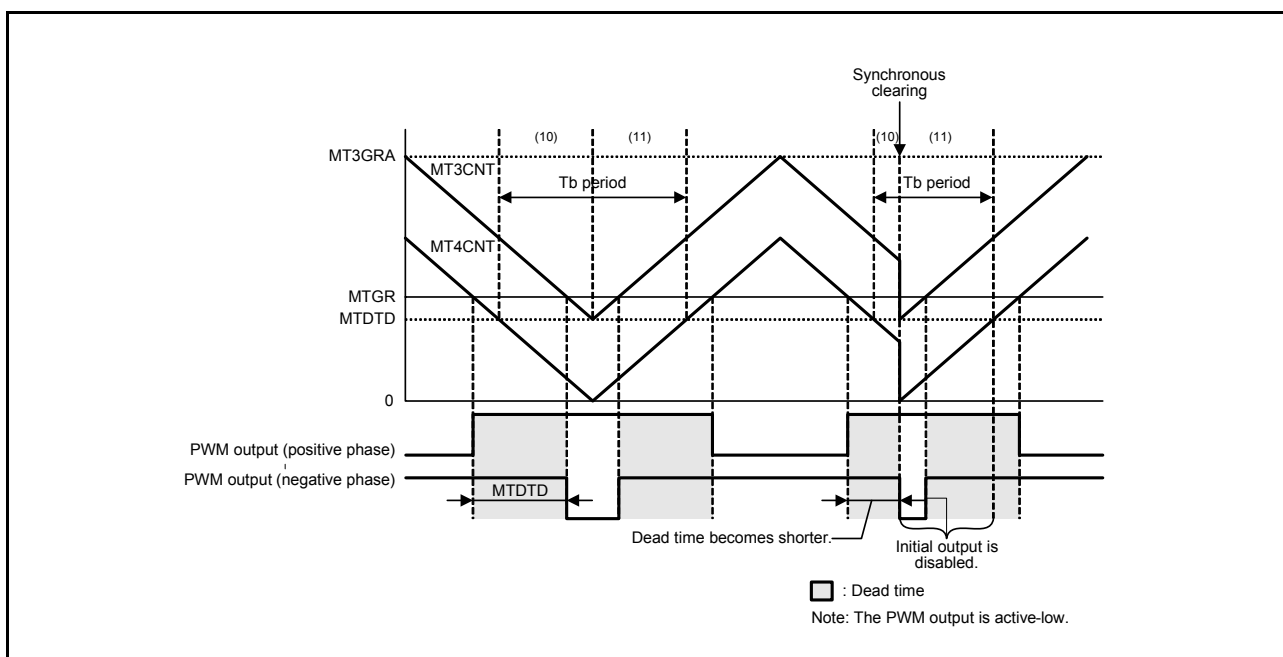 Synchronous
clearing
(10)
(11)
(10)
(11)
MT3GRA
MT3CNT
Tb period
Tb period
MT4CNT
MTGR
MTDTD
0
PWM output (positive phase)
PWM output (negative phase)
MTDTD
Dead time becomes shorter.
Initial output is
disabled.
: Dead time
Note: The PWM output is active-low.